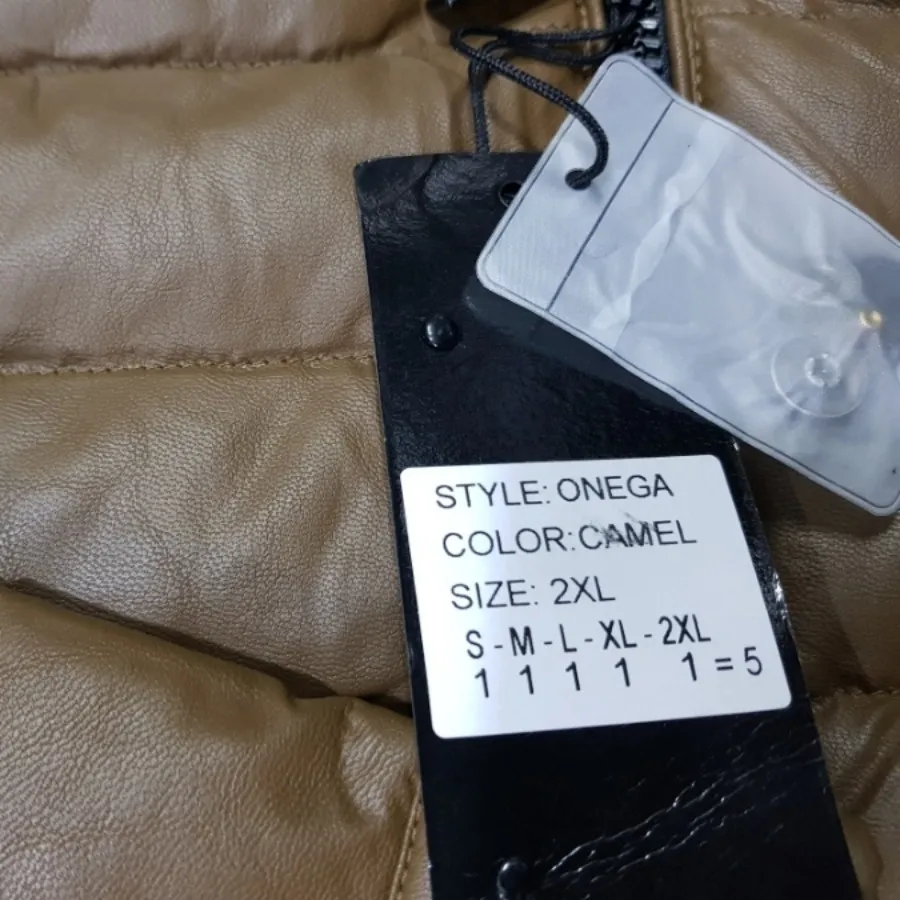 STYLE: ONEGA
COLOR:CAMEL
SIZE: 2XL
S - M - L - XL - 2XL
1 1 1 1 1 = 5